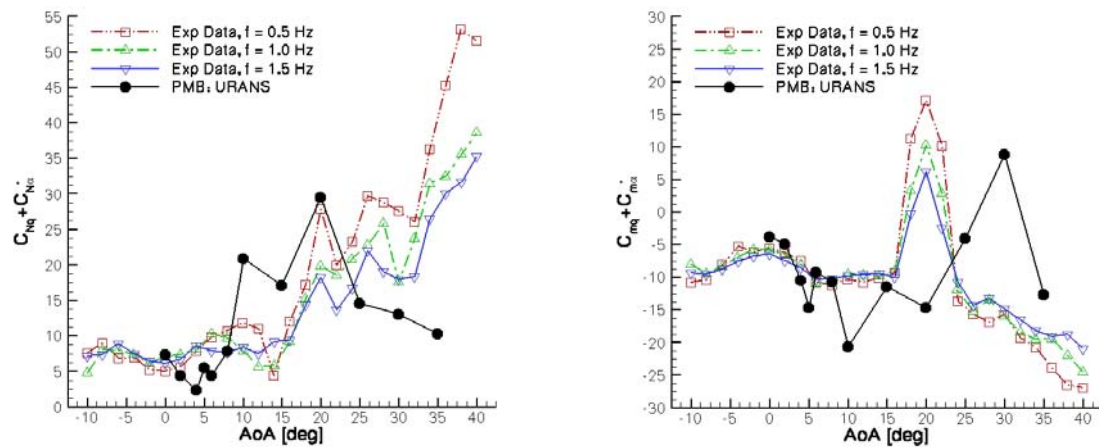 55
50
45
40
35
30
25
20
15
10
5
0
Exp Data, f = 0.5 Hz
Exp Data, f = 1.0 Hz
Exp Data, f = 1.5 Hz
PMB: URANS
C_Nq + C_Nα̇
-10 -5 0 5 10 15 20 25 30 35 40
AoA [deg]
30
25
20
15
10
5
0
-5
-10
-15
-20
-25
-30
Exp Data, f = 0.5 Hz
Exp Data, f = 1.0 Hz
Exp Data, f = 1.5 Hz
PMB: URANS
C_mq + C_mα̇
-10 -5 0 5 10 15 20 25 30 35 40
AoA [deg]